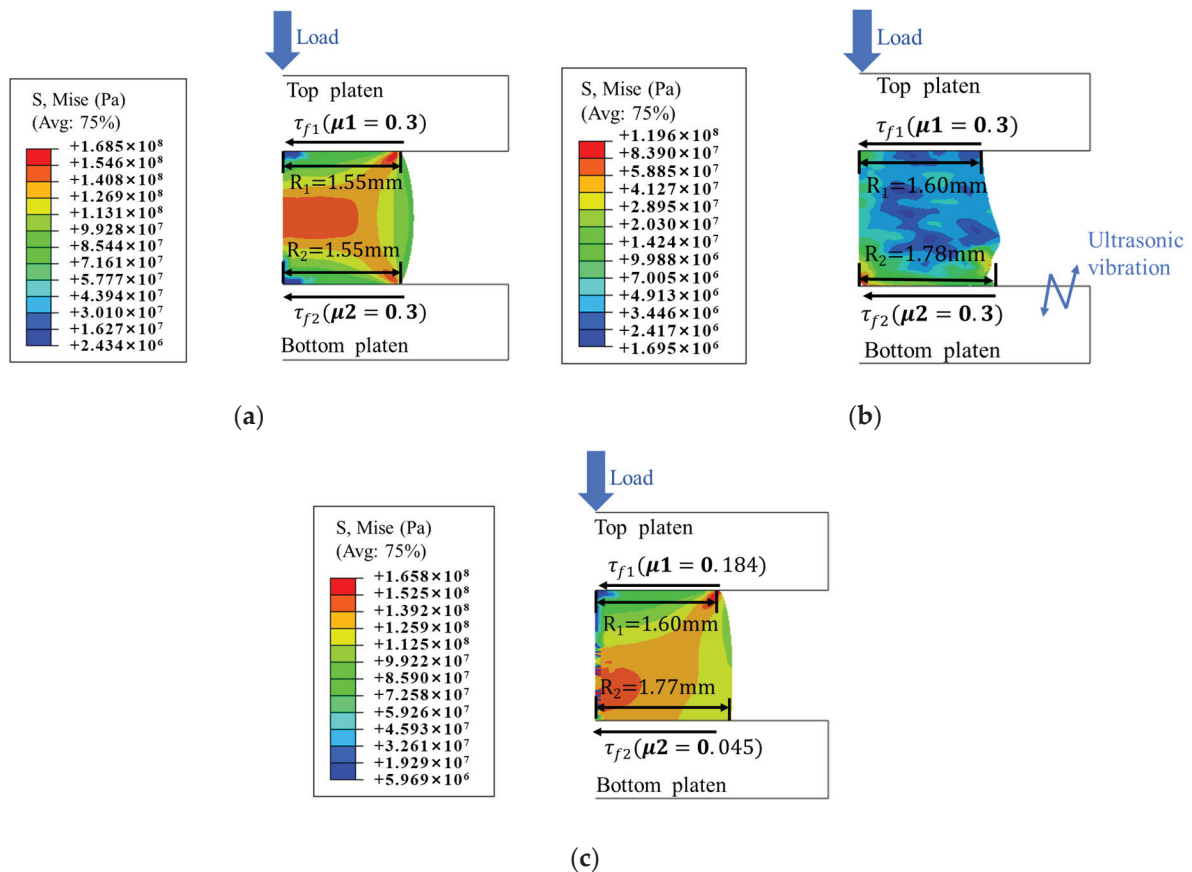 Load
S, Mise (Pa)
(Avg: 75%)
+1.685×10⁸
+1.546×10⁸
+1.408×10⁸
+1.269×10⁸
+1.131×10⁸
+9.928×10⁷
+8.544×10⁷
+7.161×10⁷
+5.777×10⁷
+4.394×10⁷
+3.010×10⁷
+1.627×10⁷
+2.434×10⁶
Top platen
τf1(μ1 = 0.3)
R₁=1.55mm
R₂=1.55mm
τf2(μ2 = 0.3)
Bottom platen
(a)
Load
S, Mise (Pa)
(Avg: 75%)
+1.196×10⁸
+8.390×10⁷
+5.885×10⁷
+4.127×10⁷
+2.895×10⁷
+2.030×10⁷
+1.424×10⁷
+9.988×10⁶
+7.005×10⁶
+4.913×10⁶
+3.446×10⁶
+2.417×10⁶
+1.695×10⁶
Top platen
τf1(μ1 = 0.3)
R₁=1.60mm
R₂=1.78mm
Ultrasonic
vibration
τf2(μ2 = 0.3)
Bottom platen
(b)
Load
S, Mise (Pa)
(Avg: 75%)
+1.658×10⁸
+1.525×10⁸
+1.392×10⁸
+1.259×10⁸
+1.125×10⁸
+9.922×10⁷
+8.590×10⁷
+7.258×10⁷
+5.926×10⁷
+4.593×10⁷
+3.261×10⁷
+1.929×10⁷
+5.969×10⁶
Top platen
τf1(μ1 = 0.184)
R₁=1.60mm
R₂=1.77mm
τf2(μ2 = 0.045)
Bottom platen
(c)